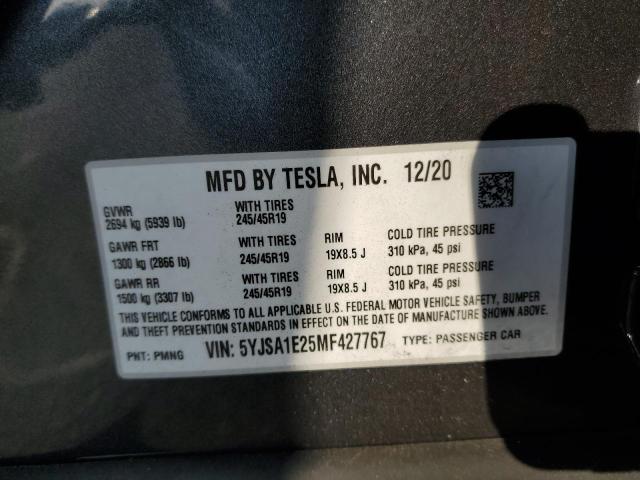 MFD BY TESLA, INC. 12/20
GVWR
2694 kg (5939 lb)
WITH TIRES
245/45R19
GAWR FRT
1300 kg (2866 lb)
WITH TIRES
245/45R19
RIM
19X8.5 J
COLD TIRE PRESSURE
310 kPa, 45 psi
GAWR RR
1500 kg (3307 lb)
WITH TIRES
245/45R19
RIM
19X8.5 J
COLD TIRE PRESSURE
310 kPa, 45 psi
THIS VEHICLE CONFORMS TO ALL APPLICABLE U.S. FEDERAL MOTOR VEHICLE SAFETY, BUMPER
AND THEFT PREVENTION STANDARDS IN EFFECT ON THE DATE OF MANUFACTURE SHOWN ABOVE.
PNT: PMNG VIN: 5YJSA1E25MF427767 TYPE: PASSENGER CAR